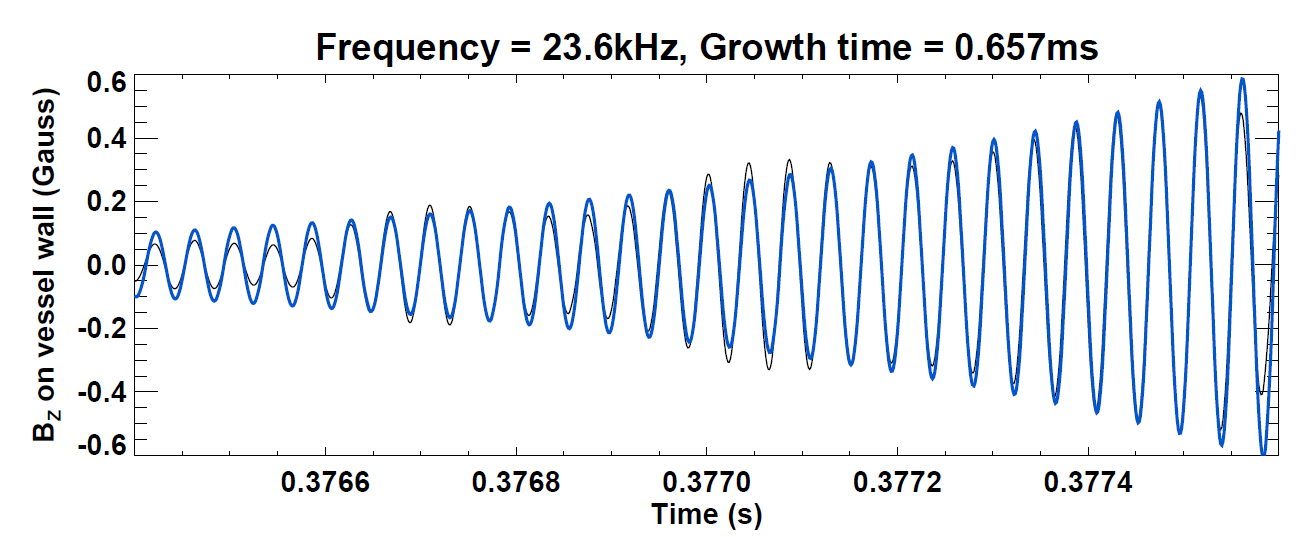 Frequency = 23.6kHz, Growth time = 0.657ms
0.6
0.4
0.2
0.0
-0.2
-0.4
-0.6
BZ on vessel wall (Gauss)
0.3766 0.3768 0.3770 0.3772 0.3774
Time (s)